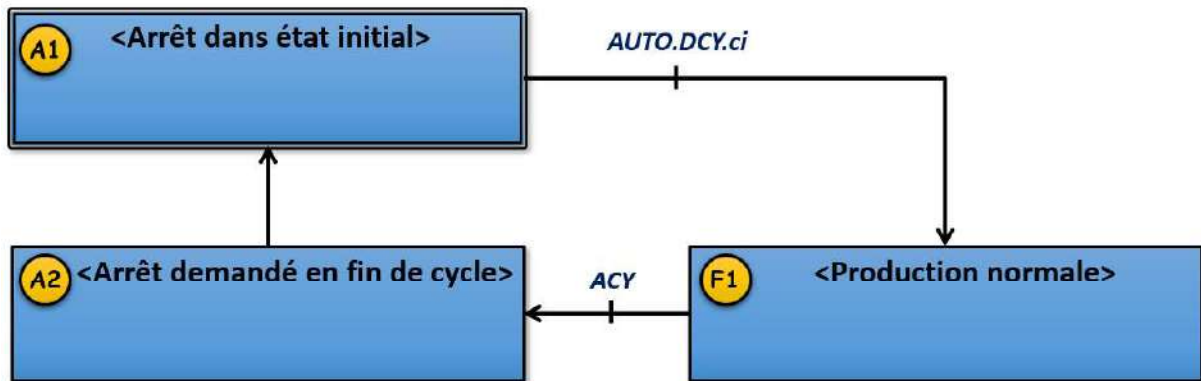 A1 <Arrêt dans état initial>
AUTO.DCY.ci
A2 <Arrêt demandé en fin de cycle>
ACY
F1 <Production normale>